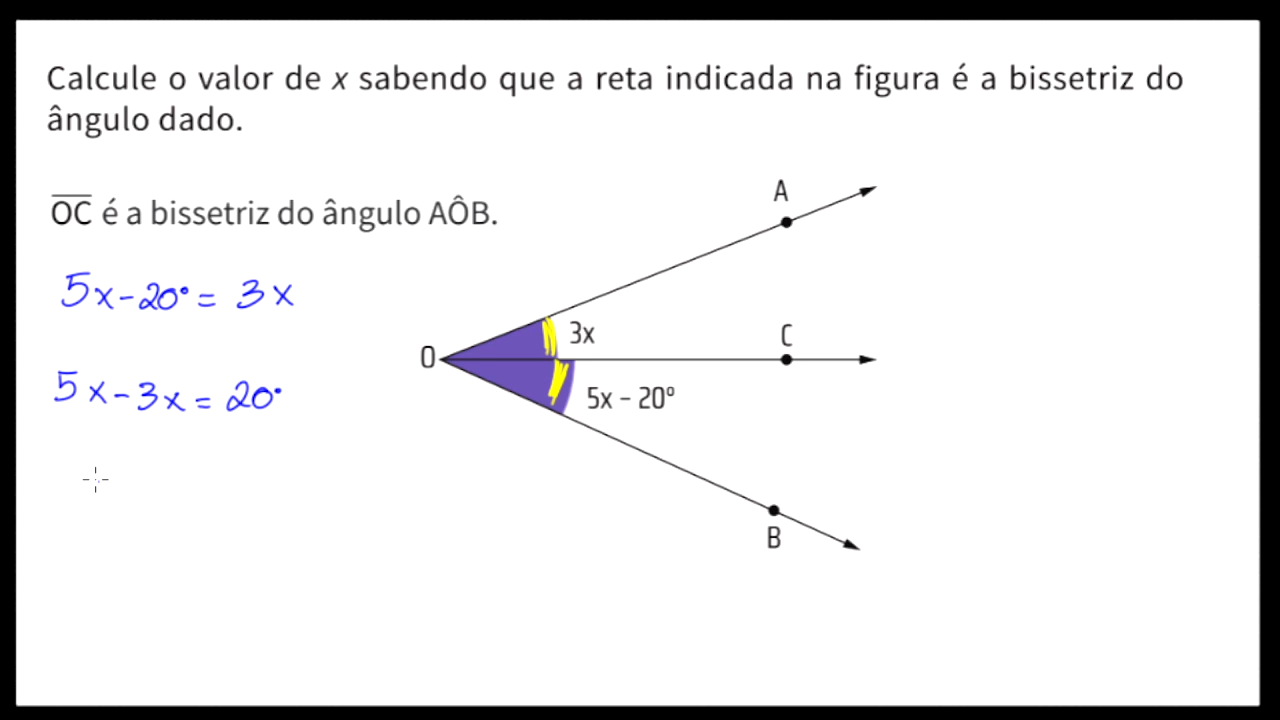 Calcule o valor de x sabendo que a reta indicada na figura é a bissetriz do
ângulo dado.
OC é a bissetriz do ângulo AÔB.
5x-20°= 3x
5x-3x = 20°
A
3x
C
O
5x – 20º
B